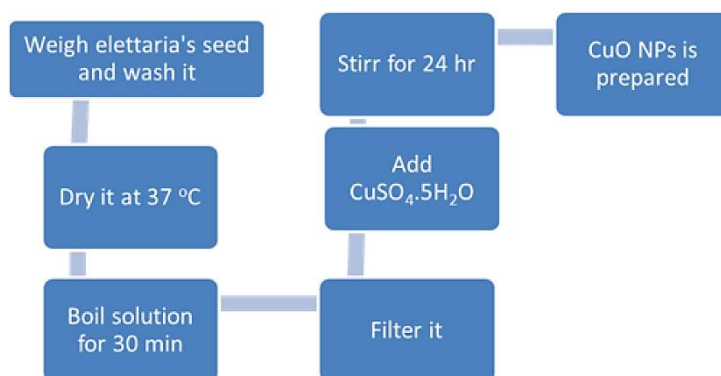 Weigh elettaria's seed
and wash it
Dry it at 37 °C
Boil solution
for 30 min
Filter it
Add
CuSO₄.5H₂O
Stirr for 24 hr
CuO NPs is
prepared